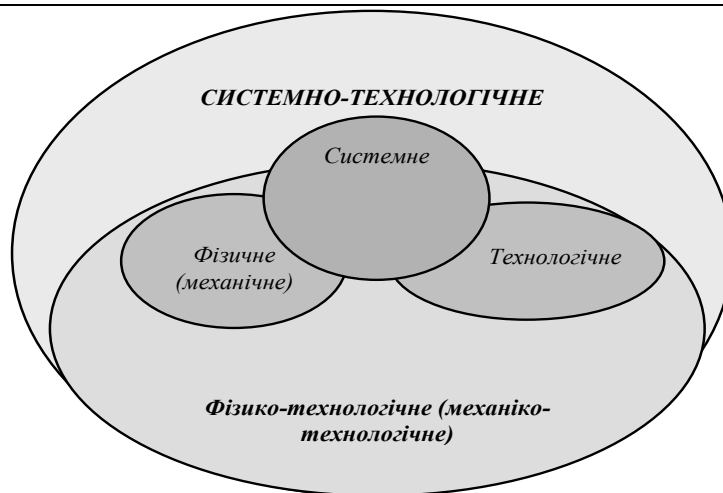 СИСТЕМНО-ТЕХНОЛОГІЧНЕ
Системне
Фізичне
(механічне)
Технологічне
Фізико-технологічне (механіко-
технологічне)